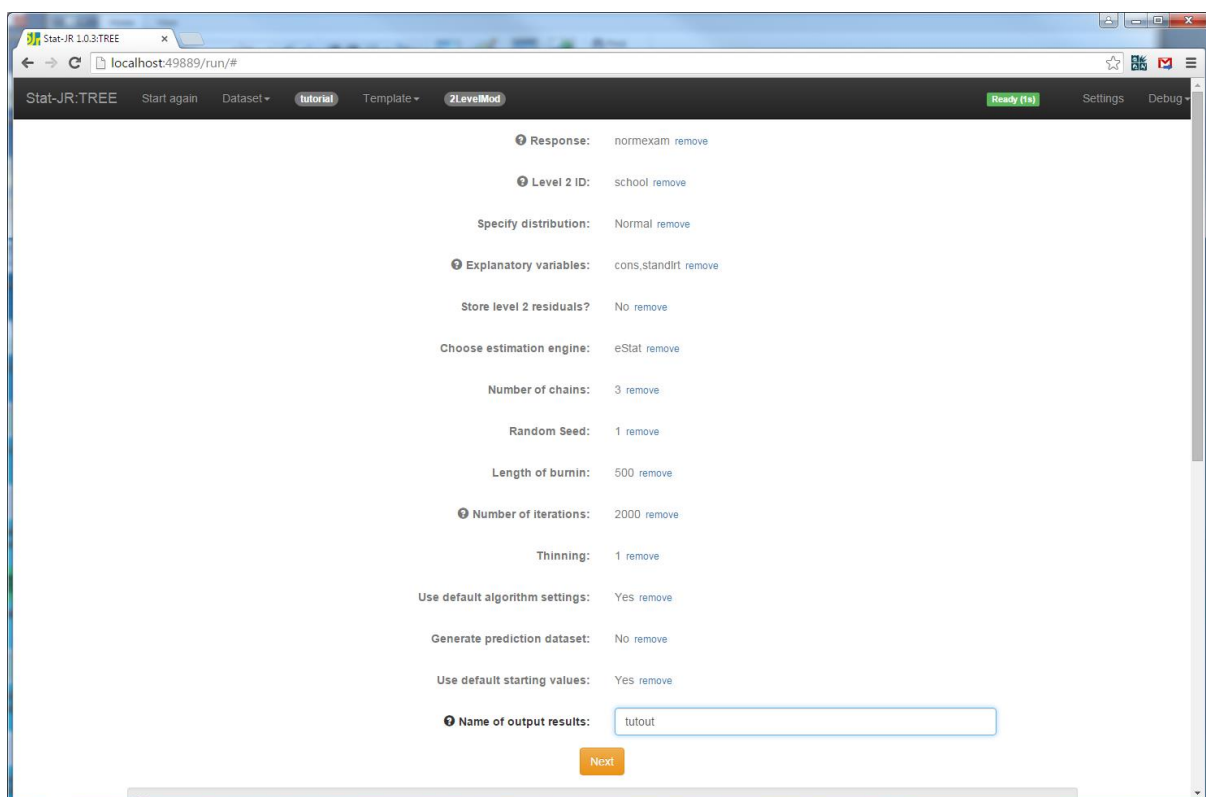 Stat-JR 1.0.3:TREE
localhost:49889/run/#
Stat-JR:TREE Start again Dataset tutorial Template 2LevelMod Ready (1s) Settings Debug
Response: normexam remove
Level 2 ID: school remove
Specify distribution: Normal remove
Explanatory variables: cons,standlrt remove
Store level 2 residuals? No remove
Choose estimation engine: eStat remove
Number of chains: 3 remove
Random Seed: 1 remove
Length of burnin: 500 remove
Number of iterations: 2000 remove
Thinning: 1 remove
Use default algorithm settings: Yes remove
Generate prediction dataset: No remove
Use default starting values: Yes remove
Name of output results: tutout
Next